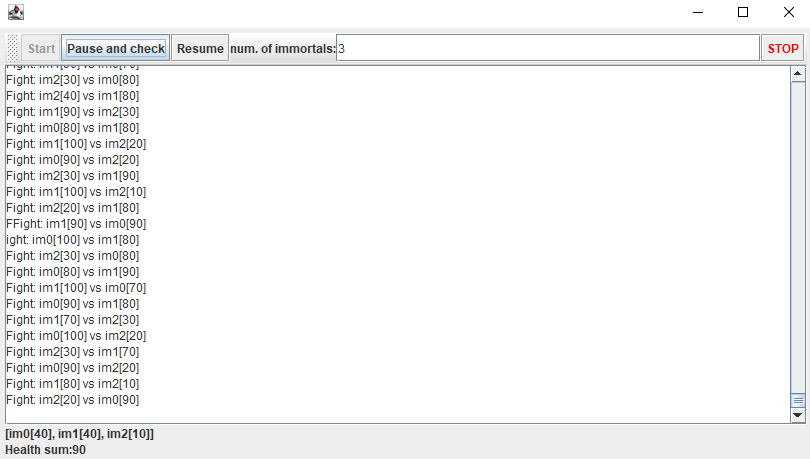 Start Pause and check Resume num. of immortals: 3 STOP
Fight: im2[30] vs im0[80]
Fight: im2[40] vs im1[80]
Fight: im1[90] vs im2[30]
Fight: im0[80] vs im1[80]
Fight: im1[100] vs im2[20]
Fight: im0[90] vs im2[20]
Fight: im2[30] vs im1[90]
Fight: im1[100] vs im2[10]
Fight: im2[20] vs im1[80]
FFight: im1[90] vs im0[90]
ight: im0[100] vs im1[80]
Fight: im2[30] vs im0[80]
Fight: im0[80] vs im1[90]
Fight: im1[100] vs im0[70]
Fight: im0[90] vs im1[80]
Fight: im1[70] vs im2[30]
Fight: im0[100] vs im2[20]
Fight: im2[30] vs im1[70]
Fight: im0[90] vs im2[20]
Fight: im1[80] vs im2[10]
Fight: im2[20] vs im0[90]
[im0[40], im1[40], im2[10]]
Health sum:90